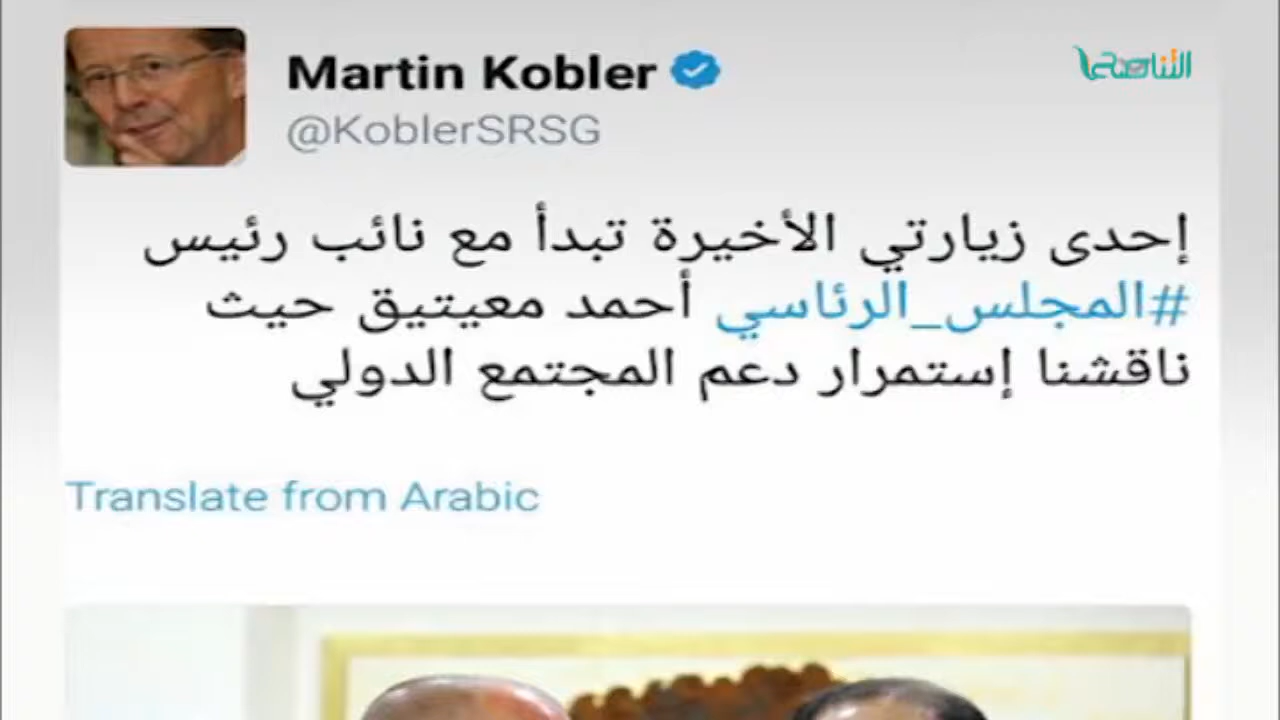 Martin Kobler
@KoblerSRSG
إحدى زيارتي الأخيرة تبدأ مع نائب رئيس
#المجلس_الرئاسي أحمد معيتيق حيث
ناقشنا إستمرار دعم المجتمع الدولي
Translate from Arabic